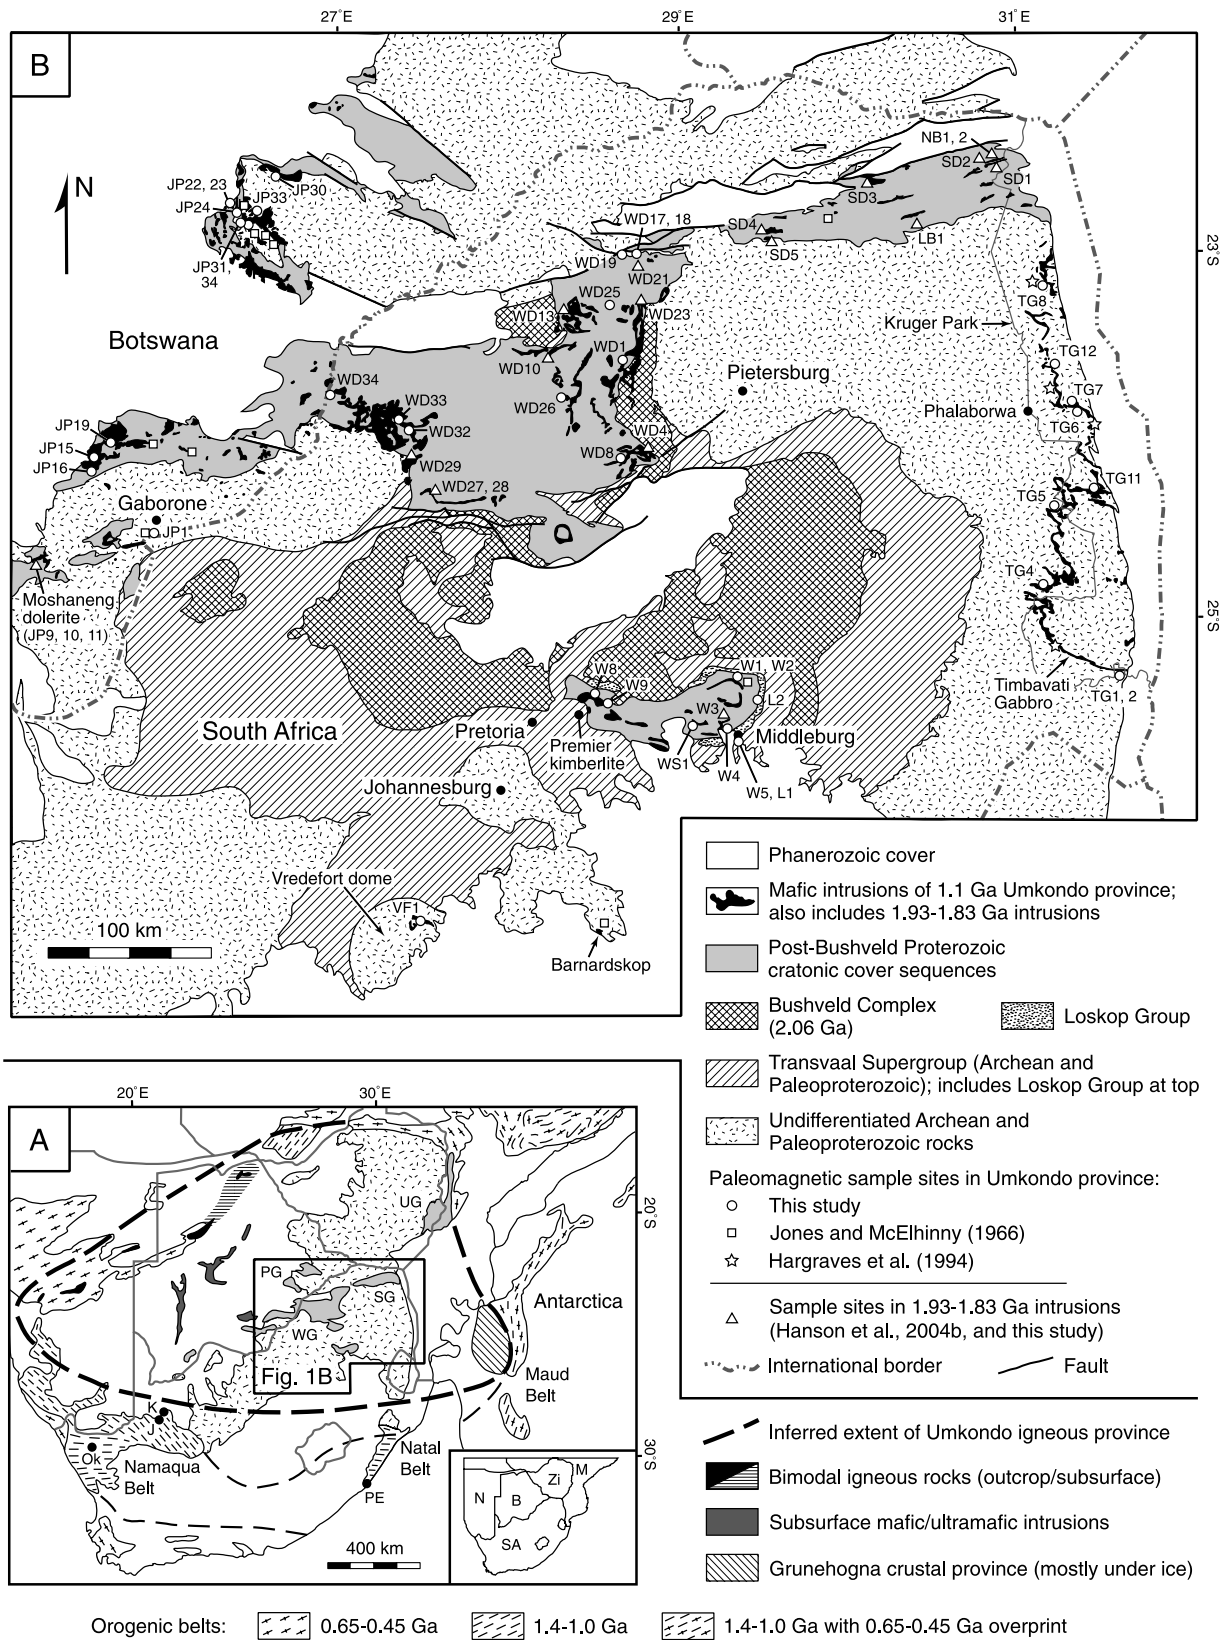 27°E
29°E
31°E
B
N
NB1, 2
SD2
SD1
SD3
JP22, 23
JP30
JP33
JP24
JP31,
34
WD17, 18
SD4
SD5
LB1
WD19
WD21
23°S
WD25
WD13
WD23
TG8
Kruger Park
Botswana
WD1
WD10
TG12
WD34
Pietersburg
TG7
WD26
Phalaborwa
WD33
WD4
TG6
JP19
WD32
JP15
WD8
JP16
WD29
WD27, 28
TG11
Gaborone
TG5
JP1
TG4
Moshaneng
dolerite
(JP9, 10, 11)
25°S
W8
W1, W2
Timbavati
Gabbro
TG1, 2
W9
L2
South Africa
Pretoria
W3
Premier
kimberlite
Middleburg
WS1
W4
Johannesburg
W5, L1
Vredefort dome
VF1
100 km
Barnardskop
Phanerozoic cover
Mafic intrusions of 1.1 Ga Umkondo province;
also includes 1.93-1.83 Ga intrusions
Post-Bushveld Proterozoic
cratonic cover sequences
Bushveld Complex
(2.06 Ga)
Loskop Group
Transvaal Supergroup (Archean and
Paleoproterozoic); includes Loskop Group at top
Undifferentiated Archean and
Paleoproterozoic rocks
Paleomagnetic sample sites in Umkondo province:
This study
Jones and McElhinny (1966)
Hargraves et al. (1994)
Sample sites in 1.93-1.83 Ga intrusions
(Hanson et al., 2004b, and this study)
International border
Fault
20°E
30°E
A
UG
20°S
PG
SG
Antarctica
WG
Fig. 1B
Maud
Belt
K
J
Ok
Namaqua
Belt
Natal
Belt
30°S
PE
400 km
N
B
Zi
M
SA
Inferred extent of Umkondo igneous province
Bimodal igneous rocks (outcrop/subsurface)
Subsurface mafic/ultramafic intrusions
Grunehogna crustal province (mostly under ice)
Orogenic belts:
0.65-0.45 Ga
1.4-1.0 Ga
1.4-1.0 Ga with 0.65-0.45 Ga overprint